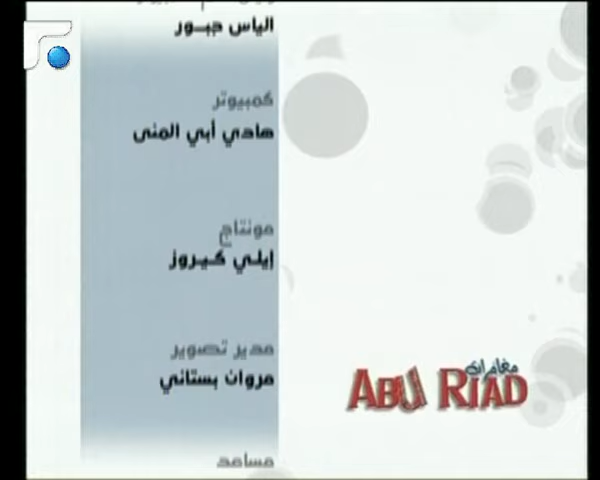 الياس جبور
كمبيوتر
هادي أبي المنى
مونتاج
إيلي كيروز
مدير تصوير
مروان بستاني
مساعد
مغامرات
ABU RIAD